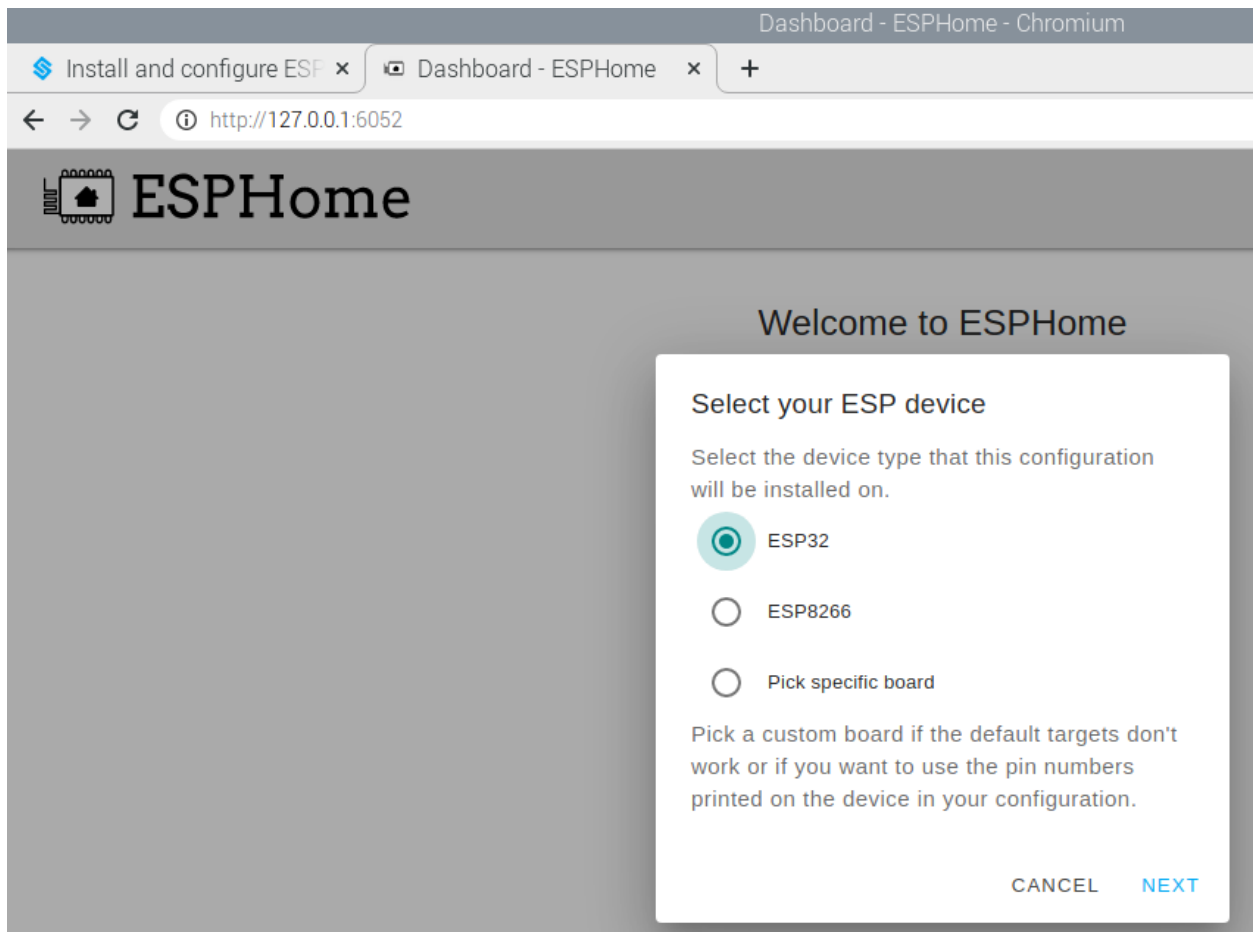 Dashboard - ESPHome - Chromium
Install and configure ESP
Dashboard - ESPHome
http://127.0.0.1:6052
ESPHome
Welcome to ESPHome
Select your ESP device
Select the device type that this configuration
will be installed on.
ESP32
ESP8266
Pick specific board
Pick a custom board if the default targets don't
work or if you want to use the pin numbers
printed on the device in your configuration.
CANCEL NEXT